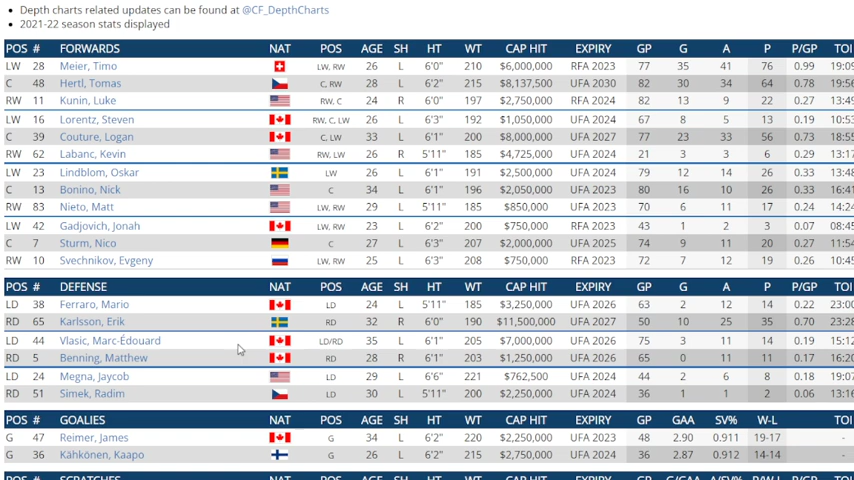 Depth charts related updates can be found at @CF_DepthCharts
2021-22 season stats displayed
POS # FORWARDS NAT POS AGE SH HT WT CAP HIT EXPIRY GP G A P P/GP TOI
LW 28 Meier, Timo LW, RW 26 L 6'0" 210 $6,000,000 RFA 2023 77 35 41 76 0.99 19:09
C 48 Hertl, Tomas C, RW 28 L 6'2" 215 $8,137,500 UFA 2030 82 30 34 64 0.78 19:56
RW 11 Kunin, Luke RW, C 24 R 6'0" 197 $2,750,000 RFA 2024 82 13 9 22 0.27 13:49
LW 16 Lorentz, Steven RW, C, LW 26 L 6'3" 192 $1,050,000 UFA 2024 67 8 5 13 0.19 10:53
C 39 Couture, Logan C, LW 33 L 6'1" 200 $8,000,000 UFA 2027 77 23 33 56 0.73 18:55
RW 62 Labanc, Kevin RW, LW 26 R 5'11" 185 $4,725,000 UFA 2024 21 3 3 6 0.29 13:17
LW 23 Lindblom, Oskar LW 26 L 6'1" 191 $2,500,000 UFA 2024 79 12 14 26 0.33 13:48
C 13 Bonino, Nick C 34 L 6'1" 196 $2,050,000 UFA 2023 80 16 10 26 0.33 16:41
RW 83 Nieto, Matt LW, RW 29 L 5'11" 185 $850,000 UFA 2023 70 6 11 17 0.24 14:24
LW 42 Gadjovich, Jonah LW, RW 23 L 6'2" 200 $750,000 RFA 2023 43 1 2 3 0.07 08:45
C 7 Sturm, Nico C 27 L 6'3" 207 $2,000,000 UFA 2025 74 9 11 20 0.27 11:54
RW 10 Svechnikov, Evgeny LW, RW 25 L 6'3" 208 $750,000 RFA 2023 72 7 12 19 0.26 10:45
POS # DEFENSE NAT POS AGE SH HT WT CAP HIT EXPIRY GP G A P P/GP TOI
LD 38 Ferraro, Mario LD 24 L 5'11" 185 $3,250,000 UFA 2026 63 2 12 14 0.22 23:00
RD 65 Karlsson, Erik RD 32 R 6'0" 190 $11,500,000 UFA 2027 50 10 25 35 0.70 23:28
LD 44 Vlasic, Marc-Édouard LD/RD 35 L 6'1" 205 $7,000,000 UFA 2026 75 3 11 14 0.19 15:12
RD 5 Benning, Matthew RD 28 R 6'1" 203 $1,250,000 UFA 2026 65 0 11 11 0.17 16:20
LD 24 Megna, Jaycob LD 29 L 6'6" 221 $762,500 UFA 2024 44 2 6 8 0.18 19:07
RD 51 Simek, Radim LD 30 L 5'11" 200 $2,250,000 UFA 2024 36 1 1 2 0.06 13:16
POS # GOALIES NAT POS AGE SH HT WT CAP HIT EXPIRY GP GAA SV% W-L TOI
G 47 Reimer, James G 34 L 6'2" 220 $2,250,000 UFA 2023 48 2.90 0.911 19-17 -
G 36 Kähkönen, Kaapo G 26 L 6'2" 215 $2,750,000 UFA 2024 36 2.87 0.912 14-14 -
POS # SCRATCHES NAT POS AGE SH HT WT CAP HIT EXPIRY GP G/GAA A/SV% P/W-L P/GP TOI